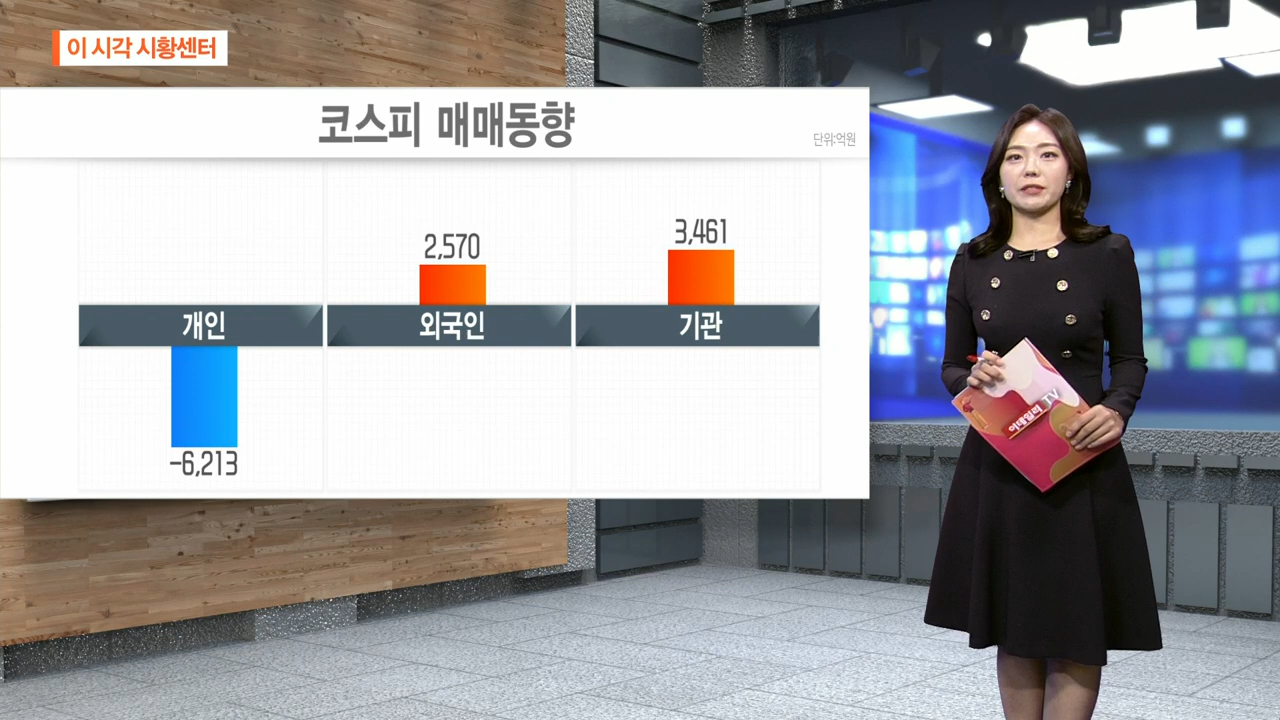 이 시각 시황센터
코스피 매매동향
단위:억원
2,570
3,461
개인
외국인
기관
-6,213
이데일리 TV